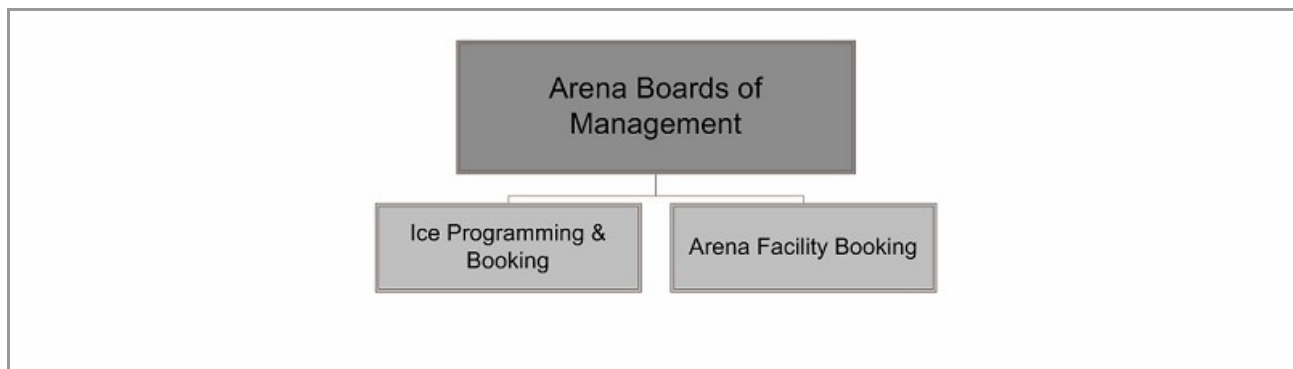 Arena Boards of
Management
Ice Programming &
Booking
Arena Facility Booking